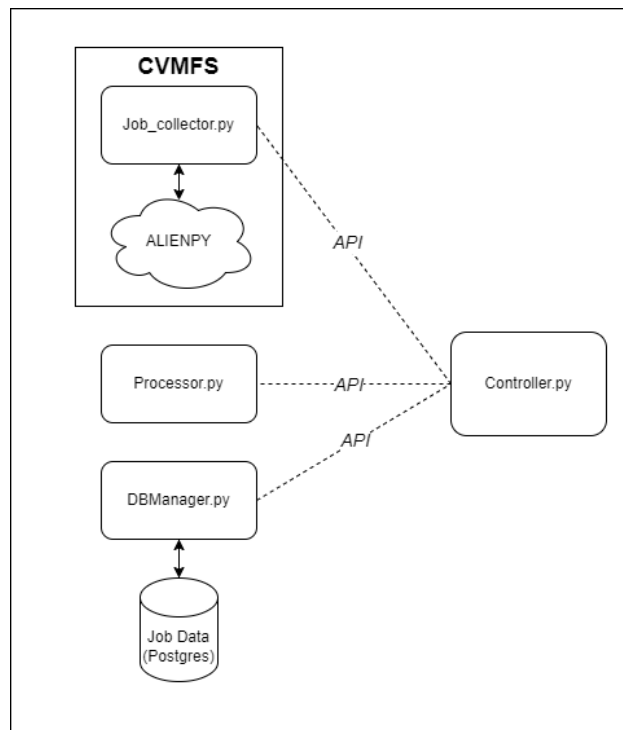 CVMFS
Job_collector.py
ALIENPY
API
Processor.py
API
Controller.py
API
DBManager.py
Job Data
(Postgres)